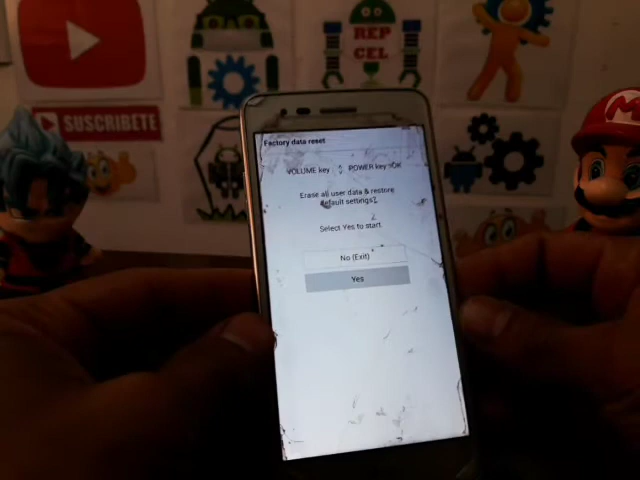 REP
CEL
SUSCRIBETE
Factory data reset
VOLUME key POWER key :OK
Erase all user data & restore
default settings?
Select Yes to start.
No (Exit)
Yes
M